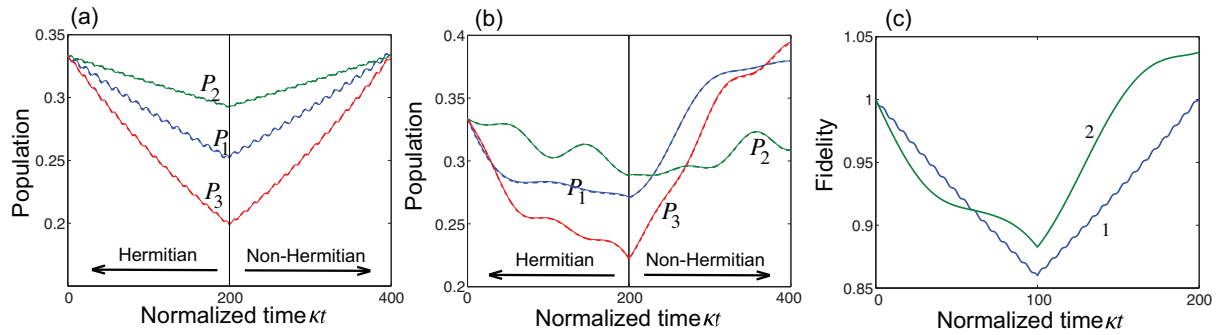 (a)
0.35
0.3
0.25
0.2
Population
P2
P1
P3
Hermitian
Non-Hermitian
0
200
400
Normalized time κt
(b)
0.4
0.35
0.3
0.25
0.2
Population
P2
P1
P3
Hermitian
Non-Hermitian
0
200
400
Normalized time κt
(c)
1.05
1
0.95
0.9
0.85
Fidelity
2
1
0
100
200
Normalized time κt